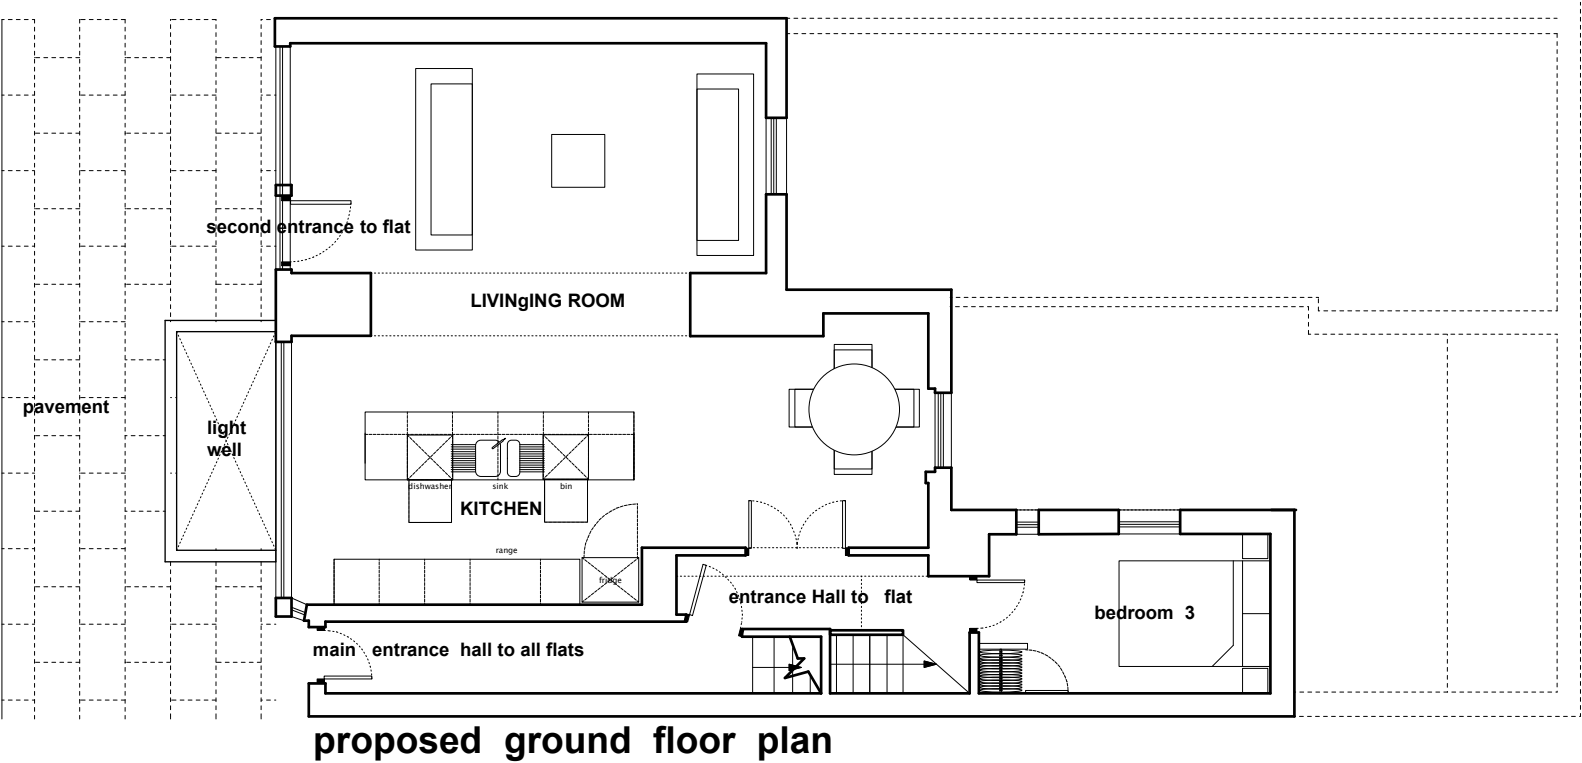 second entrance to flat
LIVINgING ROOM
pavement
light
well
dishwasher
sink
bin
KITCHEN
range
fridge
entrance Hall to flat
bedroom 3
main entrance hall to all flats
proposed ground floor plan